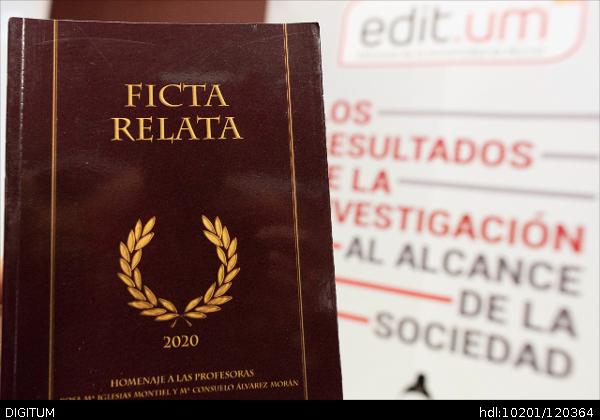 FICTA
RELATA
2020
HOMENAJE A LAS PROFESORAS
ROSA Mª IGLESIAS MONTIEL Y Mª CONSUELO ÁLVAREZ MORÁN
edit.um
OS
ESULTADOS
E LA
VESTIGACIÓN
AL ALCANCE
DE LA
SOCIEDAD
DIGITUM
hdl:10201/120364